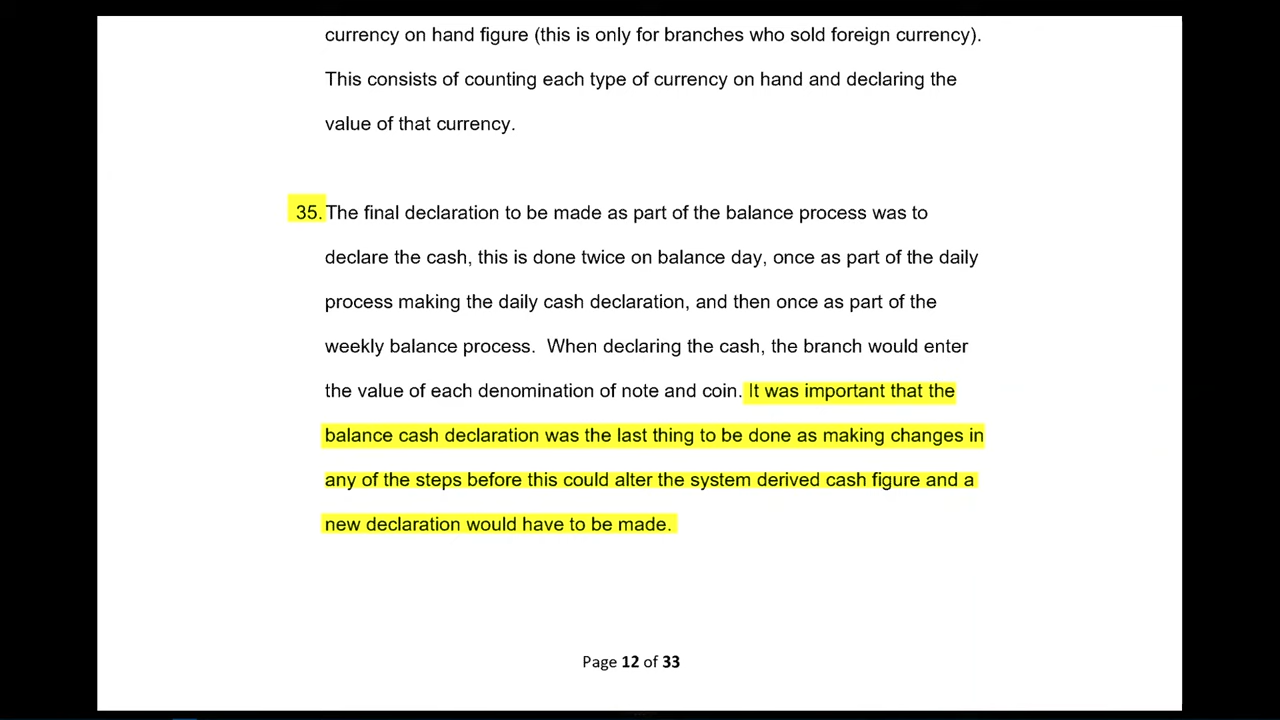 currency on hand figure (this is only for branches who sold foreign currency).
This consists of counting each type of currency on hand and declaring the
value of that currency.
35. The final declaration to be made as part of the balance process was to
declare the cash, this is done twice on balance day, once as part of the daily
process making the daily cash declaration, and then once as part of the
weekly balance process.  When declaring the cash, the branch would enter
the value of each denomination of note and coin. It was important that the
balance cash declaration was the last thing to be done as making changes in
any of the steps before this could alter the system derived cash figure and a
new declaration would have to be made.
Page 12 of 33